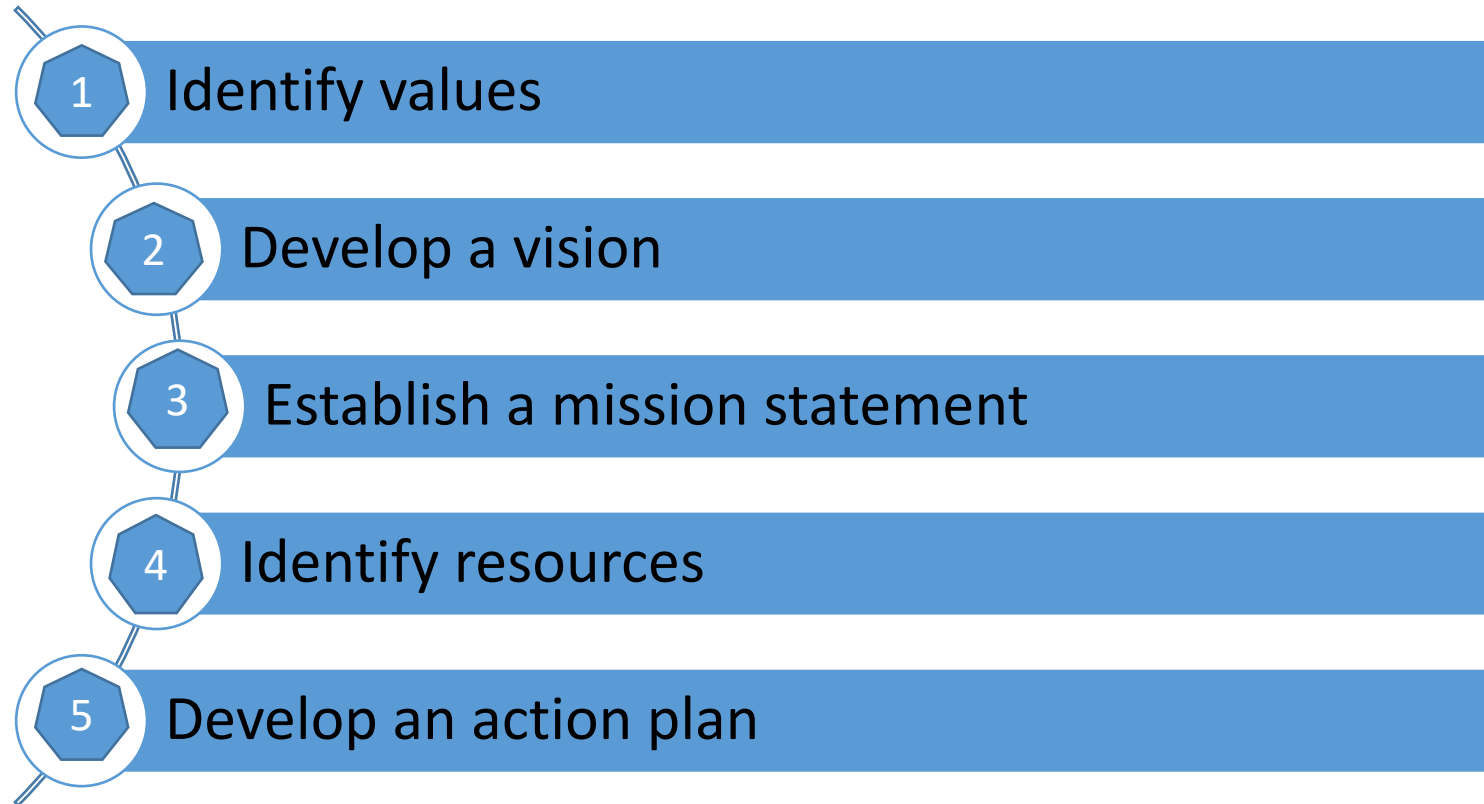 1 Identify values
2 Develop a vision
3 Establish a mission statement
4 Identify resources
5 Develop an action plan